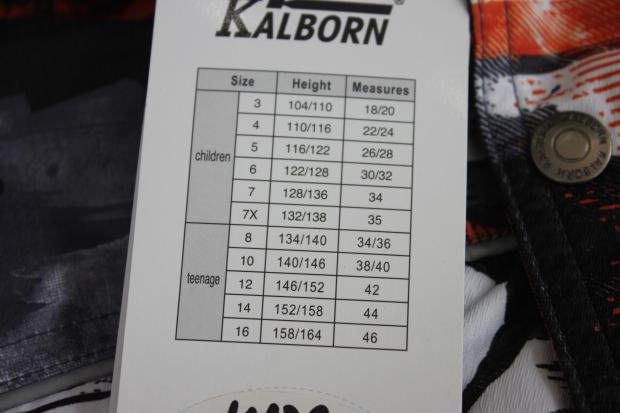 KALBORN
Size Height Measures
children
3 104/110 18/20
4 110/116 22/24
5 116/122 26/28
6 122/128 30/32
7 128/136 34
7X 132/138 35
teenage
8 134/140 34/36
10 140/146 38/40
12 146/152 42
14 152/158 44
16 158/164 46
KALBORN